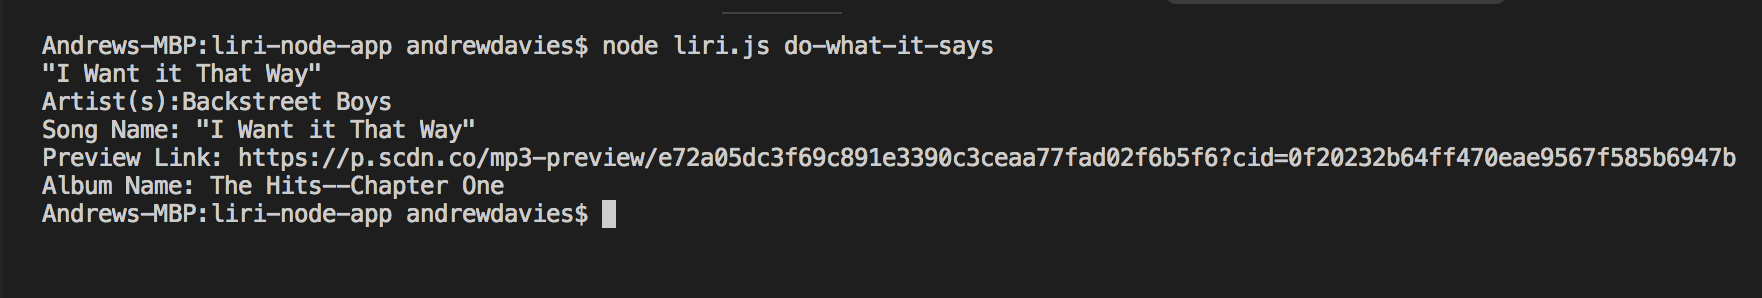 Andrews-MBP:liri-node-app andrewdavies$ node liri.js do-what-it-says
"I Want it That Way"
Artist(s):Backstreet Boys
Song Name: "I Want it That Way"
Preview Link: https://p.scdn.co/mp3-preview/e72a05dc3f69c891e3390c3ceaa77fad02f6b5f6?cid=0f20232b64ff470eae9567f585b6947b
Album Name: The Hits--Chapter One
Andrews-MBP:liri-node-app andrewdavies$